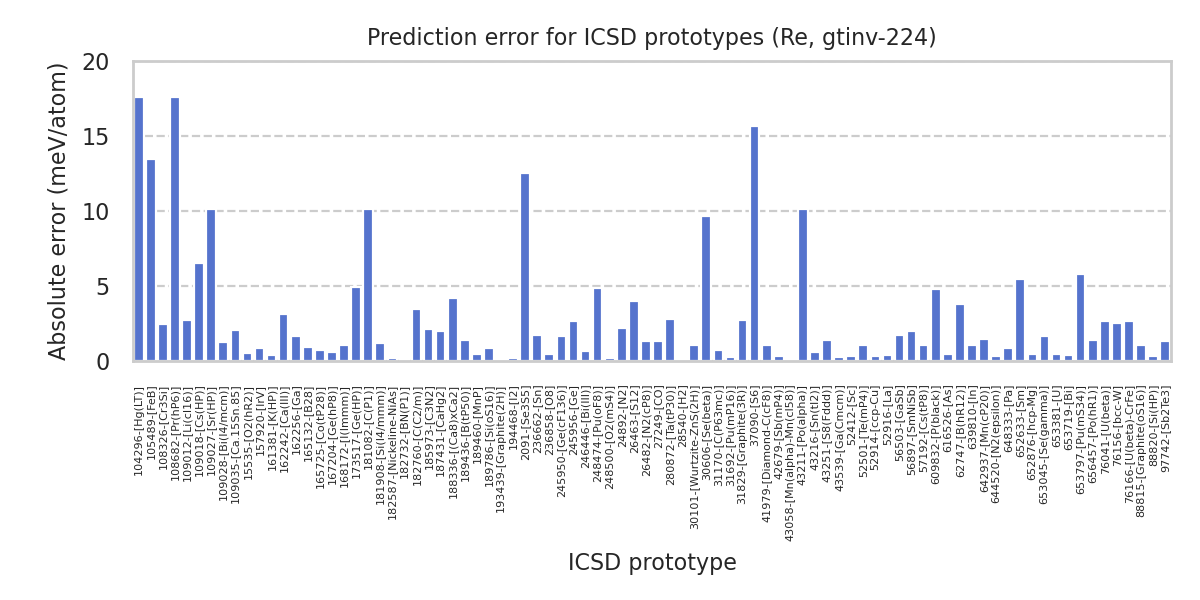 Prediction error for ICSD prototypes (Re, gtinv-224)
Absolute error (meV/atom)
20
15
10
5
0
104296-[Hg(LT)]
105489-[FeB]
108326-[Cr3Si]
108682-[Pr(hP6)]
109012-[Li(cI16)]
109018-[Cs(HP)]
109027-[Sr(HP)]
109028-[Bi(I4/mcm)]
109035-[Ca.15Sn.85]
15535-[O2(hR2)]
157920-[IrV]
161381-[K(HP)]
162242-[Ca(III)]
162256-[Ga]
165132-[B28]
165725-[Co(tP28)]
167204-[Ge(hP8)]
168172-[I(Immm)]
173517-[Ge(HP)]
181082-[C(P1)]
181908-[Si(I4/mmm)]
182587-[Nickeline-NiAs]
182732-[BN(P1)]
182760-[C(C2/m)]
185973-[C3N2]
187431-[CaHg2]
188336-[(Ca8)xCa2]
189436-[B(tP50)]
189460-[MnP]
189786-[Si(oS16)]
193439-[Graphite(2H)]
194468-[I2]
2091-[Se3S5]
236662-[Sn]
236858-[O8]
245950-[Ge(cF136)]
245956-[Ge]
246446-[Bi(III)]
248474-[Pu(oF8)]
248500-[O2(mS4)]
24892-[N2]
26463-[S12]
26482-[N2(cP8)]
27249-[CO]
280872-[Ta(tP30)]
28540-[H2]
30101-[Wurtzite-ZnS(2H)]
30606-[Se(beta)]
31170-[C(P63mc)]
31692-[Pu(mP16)]
31829-[Graphite(3R)]
37090-[S6]
41979-[Diamond-C(cF8)]
42679-[Sb(mP4)]
43058-[Mn(alpha)-Mn(cI58)]
43211-[Po(alpha)]
43216-[Sn(tI2)]
43251-[S8(Fddd)]
43539-[Ga(Cmcm)]
52412-[Sc]
52501-[Te(mP4)]
52914-[ccp-Cu]
52916-[La]
56503-[GaSb]
56897-[Sm(hR9)]
57192-[Cs(tP8)]
609832-[P(black)]
616526-[As]
62747-[B(hR12)]
639810-[In]
642937-[Mn(cP20)]
644520-[N2(epsilon)]
648333-[Pa]
652633-[Sm]
652876-[hcp-Mg]
653045-[Se(gamma)]
653381-[U]
653719-[Bi]
653797-[Pu(mS34)]
656457-[Po(hR1)]
76041-[U(beta)]
76156-[bcc-W]
76166-[U(beta)-CrFe]
88815-[Graphite(oS16)]
88820-[Si(HP)]
97742-[Sb2Te3]
ICSD prototype